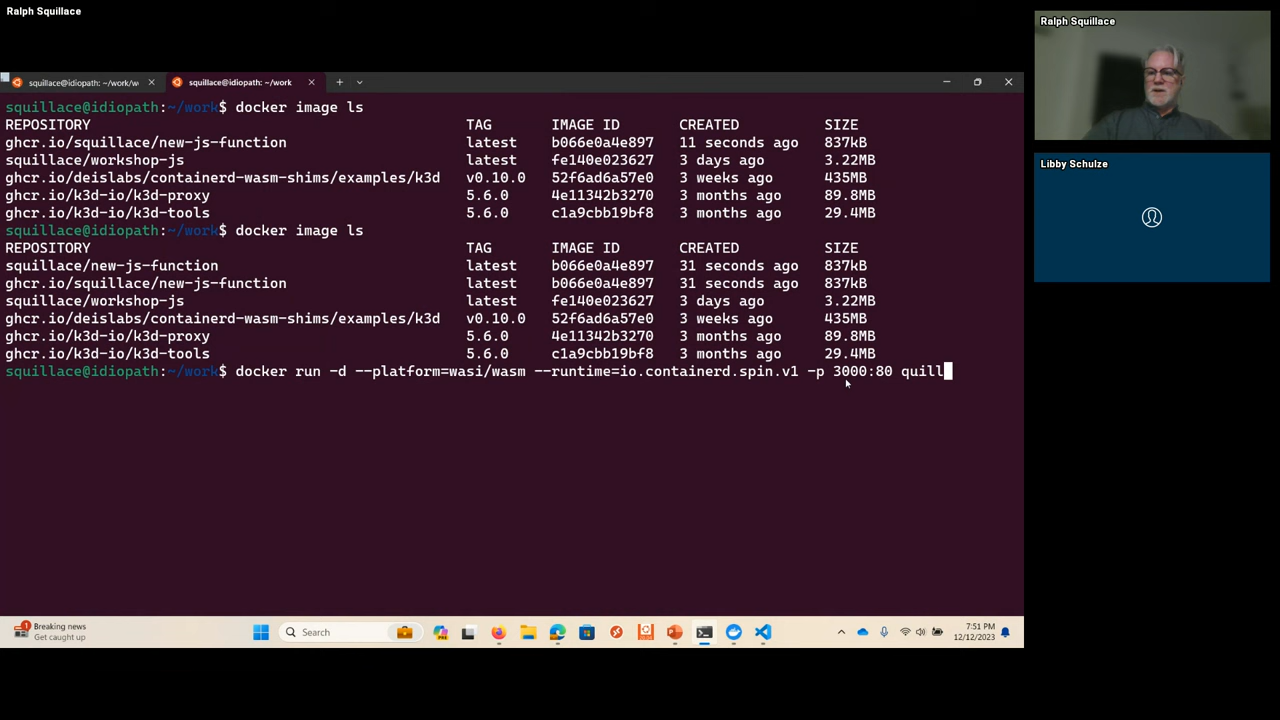 Ralph Squillace
squillace@idiopath: ~/work/w
squillace@idiopath: ~/work
squillace@idiopath:~/work$ docker image ls
REPOSITORY TAG IMAGE ID CREATED SIZE
ghcr.io/squillace/new-js-function latest b066e0a4e897 11 seconds ago 837kB
squillace/workshop-js latest fe140e023627 3 days ago 3.22MB
ghcr.io/deislabs/containerd-wasm-shims/examples/k3d v0.10.0 52f6ad6a57e0 3 weeks ago 435MB
ghcr.io/k3d-io/k3d-proxy 5.6.0 4e11342b3270 3 months ago 89.8MB
ghcr.io/k3d-io/k3d-tools 5.6.0 c1a9cbb19bf8 3 months ago 29.4MB
squillace@idiopath:~/work$ docker image ls
REPOSITORY TAG IMAGE ID CREATED SIZE
squillace/new-js-function latest b066e0a4e897 31 seconds ago 837kB
ghcr.io/squillace/new-js-function latest b066e0a4e897 31 seconds ago 837kB
squillace/workshop-js latest fe140e023627 3 days ago 3.22MB
ghcr.io/deislabs/containerd-wasm-shims/examples/k3d v0.10.0 52f6ad6a57e0 3 weeks ago 435MB
ghcr.io/k3d-io/k3d-proxy 5.6.0 4e11342b3270 3 months ago 89.8MB
ghcr.io/k3d-io/k3d-tools 5.6.0 c1a9cbb19bf8 3 months ago 29.4MB
squillace@idiopath:~/work$ docker run -d --platform=wasi/wasm --runtime=io.containerd.spin.v1 -p 3000:80 quill
Breaking news
Get caught up
Search
7:51 PM
12/12/2023
Ralph Squillace
Libby Schulze